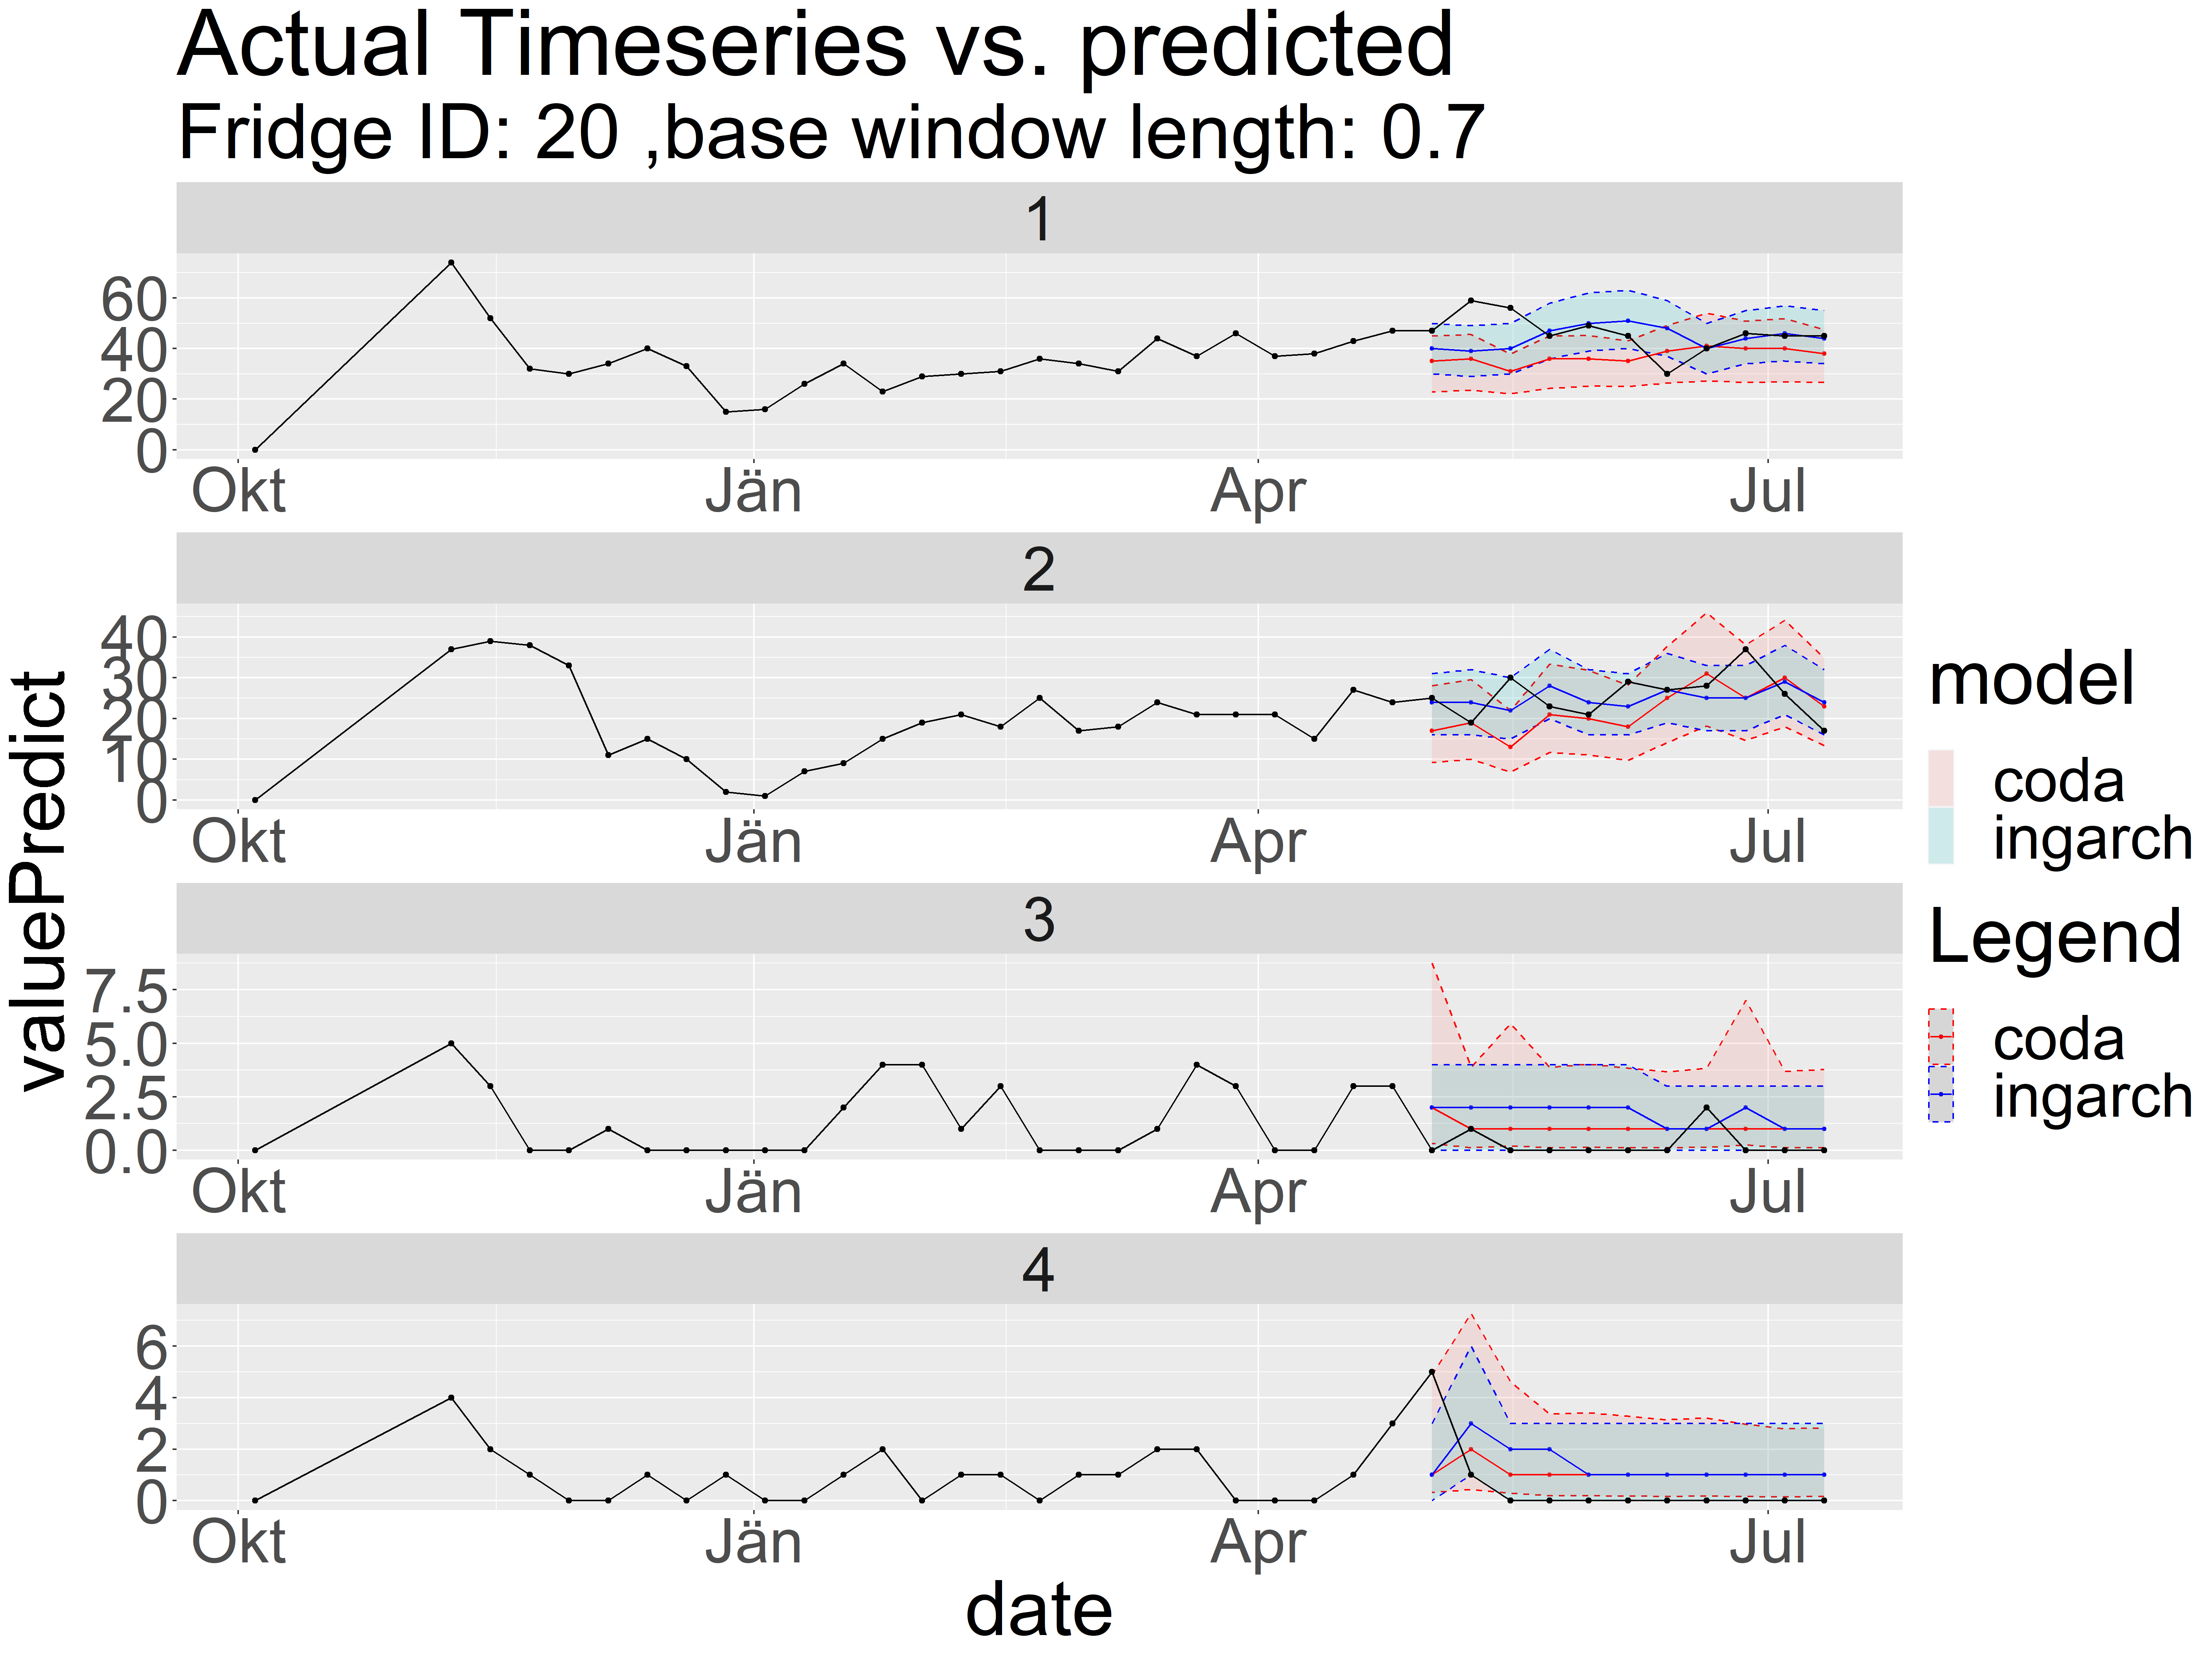 Actual Timeseries vs. predicted
Fridge ID: 20 ,base window length: 0.7
1
60
40
20
0
Okt Jän Apr Jul
2
40
30
20
10
0
Okt Jän Apr Jul
3
7.5
5.0
2.5
0.0
Okt Jän Apr Jul
4
6
4
2
0
Okt Jän Apr Jul
date
valuePredict
model
coda
ingarch
Legend
coda
ingarch